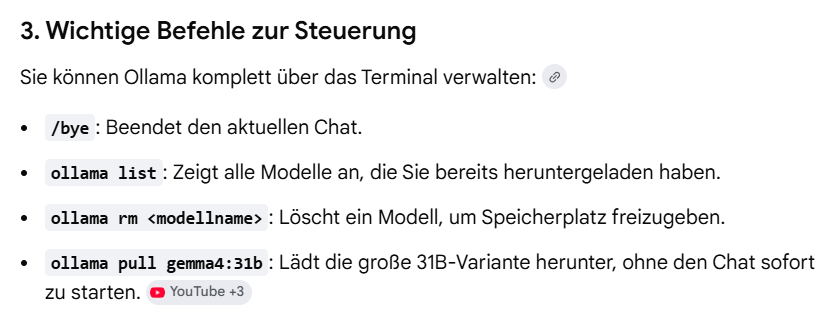 3. Wichtige Befehle zur Steuerung
Sie können Ollama komplett über das Terminal verwalten:
• /bye: Beendet den aktuellen Chat.
• ollama list: Zeigt alle Modelle an, die Sie bereits heruntergeladen haben.
• ollama rm <modellname>: Löscht ein Modell, um Speicherplatz freizugeben.
• ollama pull gemma4:31b: Lädt die große 31B-Variante herunter, ohne den Chat sofort
zu starten. YouTube +3